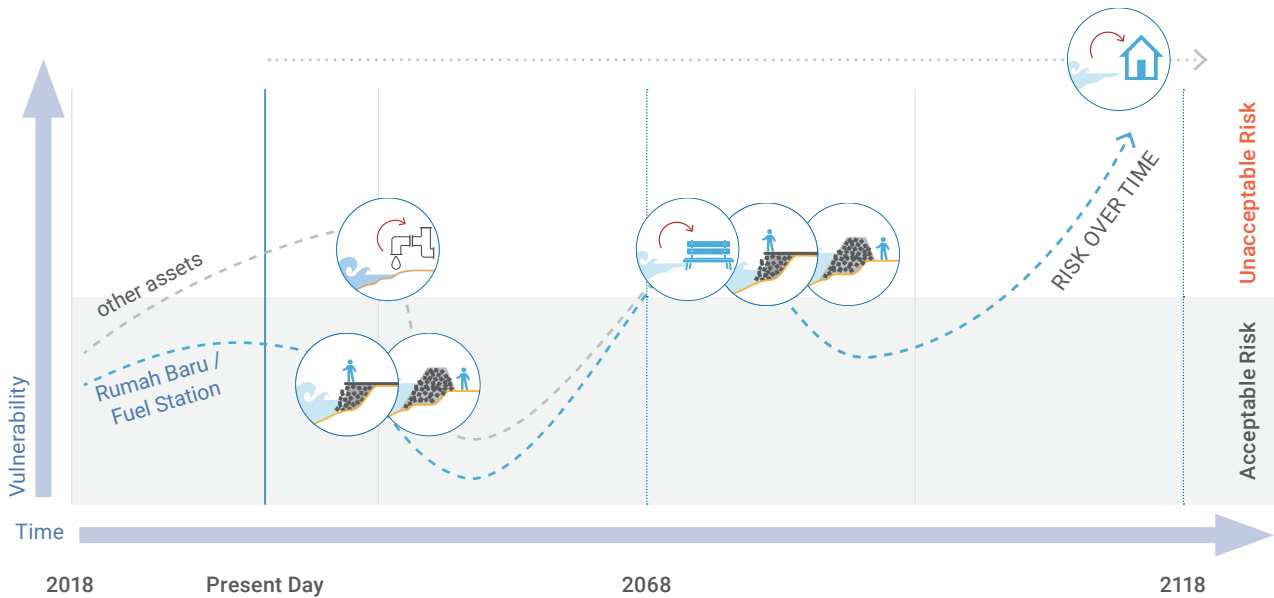 Unacceptable Risk
RISK OVER TIME
other assets
Rumah Baru /
Fuel Station
Acceptable Risk
Vulnerability
Time
2018
Present Day
2068
2118